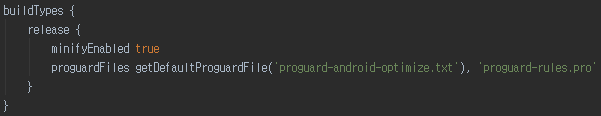 buildTypes {
release {
minifyEnabled true
proguardFiles getDefaultProguardFile('proguard-android-optimize.txt'), 'proguard-rules.pro'
}
}